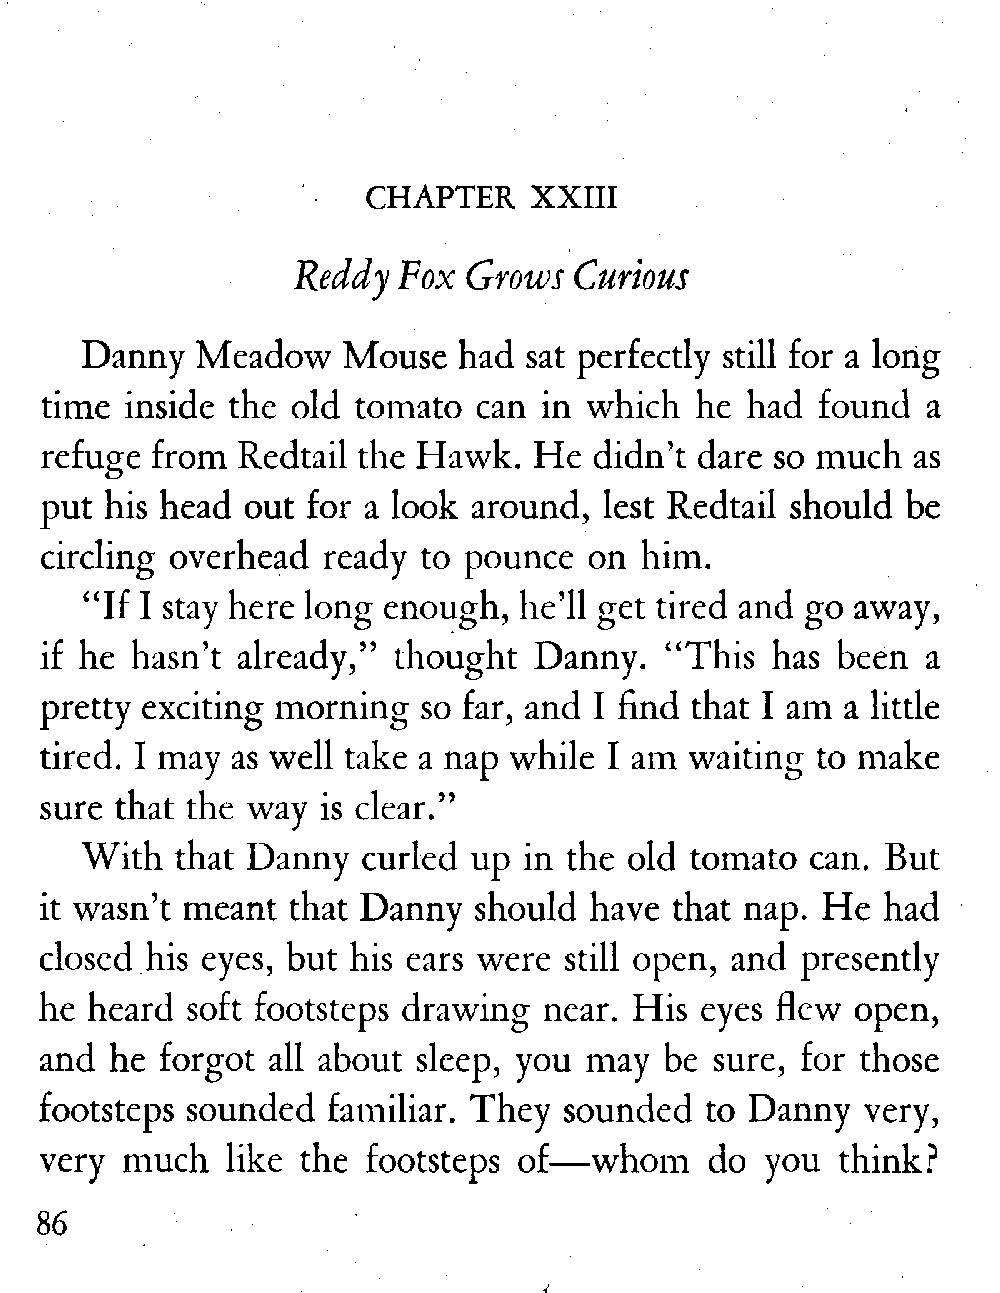 CHAPTER XXIII
Reddy Fox Grows Curious
Danny Meadow Mouse had sat perfectly still for a long
time inside the old tomato can in which he had found a
refuge from Redtail the Hawk. He didn't dare so much as
put his head out for a look around, lest Redtail should be
circling overhead ready to pounce on him.
“If I stay here long enough, he'll get tired and go away,
if he hasn't already,” thought Danny. “This has been a
pretty exciting morning so far, and I find that I am a little
tired. I may as well take a nap while I am waiting to make
sure that the way is clear.”
With that Danny curled up in the old tomato can. But
it wasn't meant that Danny should have that nap. He had
closed his eyes, but his ears were still open, and presently
he heard soft footsteps drawing near. His eyes flew open,
and he forgot all about sleep, you may be sure, for those
footsteps sounded familiar. They sounded to Danny very,
very much like the footsteps of—whom do you think?
86